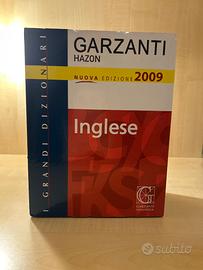 I GRANDI DIZIONARI
GARZANTI
HAZON
NUOVA EDIZIONE 2009
Inglese
subito